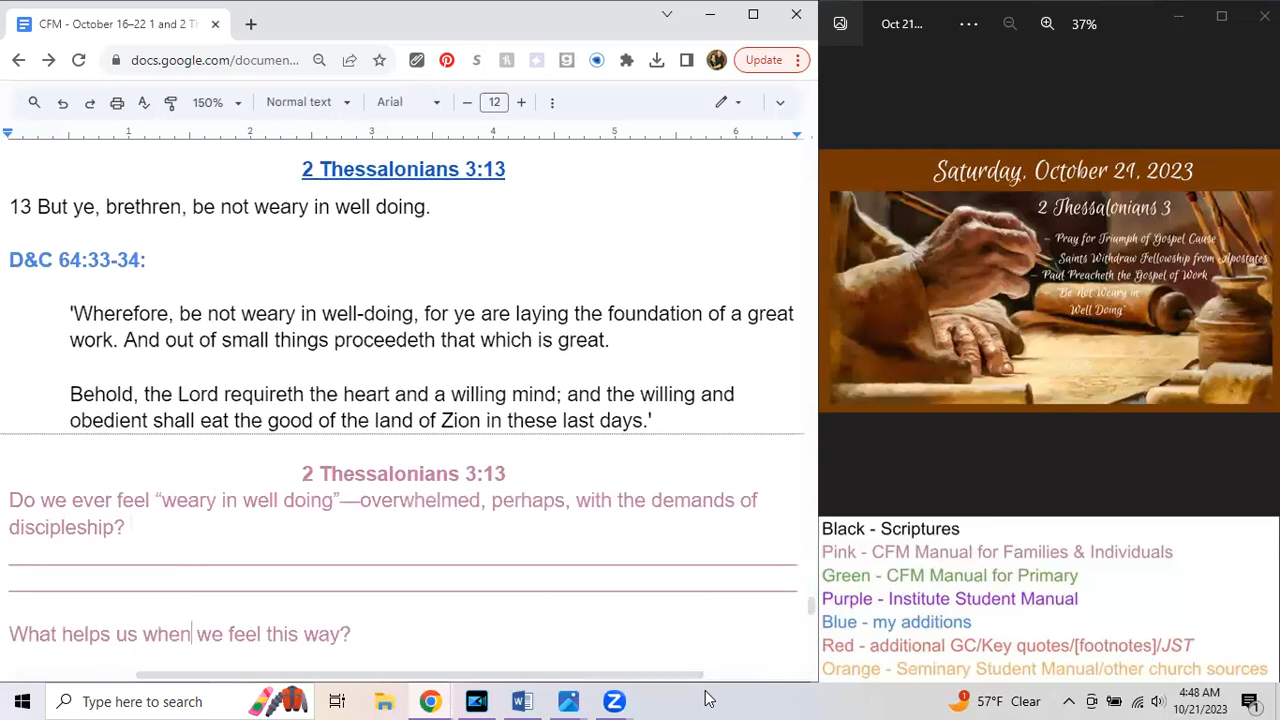 CFM - October 16–22 1 and 2 Th
docs.google.com/documen...
Update
150%
Normal text
Arial
12
1
2
3
4
5
6
2 Thessalonians 3:13
13 But ye, brethren, be not weary in well doing.
D&C 64:33-34:
'Wherefore, be not weary in well-doing, for ye are laying the foundation of a great
work. And out of small things proceedeth that which is great.
Behold, the Lord requireth the heart and a willing mind; and the willing and
obedient shall eat the good of the land of Zion in these last days.'
2 Thessalonians 3:13
Do we ever feel “weary in well doing”—overwhelmed, perhaps, with the demands of
discipleship?
What helps us when we feel this way?
Oct 21...
37%
Saturday, October 21, 2023
2 Thessalonians 3
– Pray for Triumph of Gospel Cause
Saints Withdraw Fellowship from Apostates
– Paul Preacheth the Gospel of Work
– "Be Not Weary in
Well Doing"
Black - Scriptures
Pink - CFM Manual for Families & Individuals
Green - CFM Manual for Primary
Purple - Institute Student Manual
Blue - my additions
Red - additional GC/Key quotes/[footnotes]/JST
Orange - Seminary Student Manual/other church sources
Type here to search
1
57°F Clear
4:48 AM
10/21/2023
1